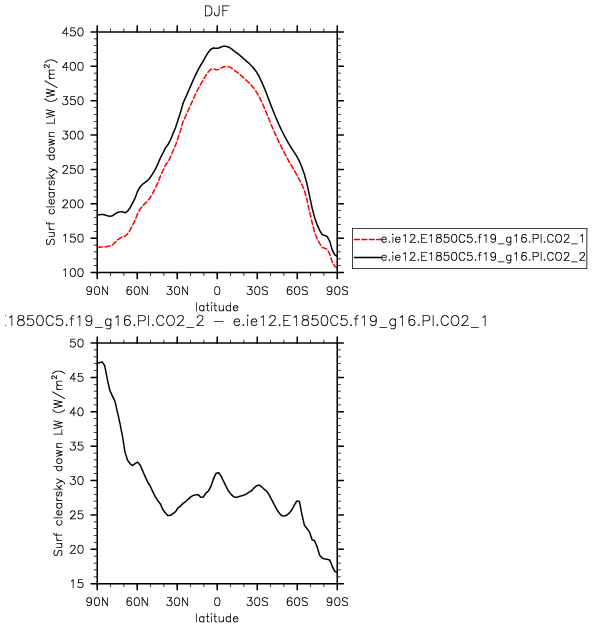 DJF
450
400
350
300
250
200
150
100
Surf clearsky down LW (W/m²)
90N 60N 30N 0 30S 60S 90S
latitude
e.ie12.E1850C5.f19_g16.PI.CO2_1
e.ie12.E1850C5.f19_g16.PI.CO2_2
:1850C5.f19_g16.PI.CO2_2 − e.ie12.E1850C5.f19_g16.PI.CO2_1
50
45
40
35
30
25
20
15
Surf clearsky down LW (W/m²)
90N 60N 30N 0 30S 60S 90S
latitude